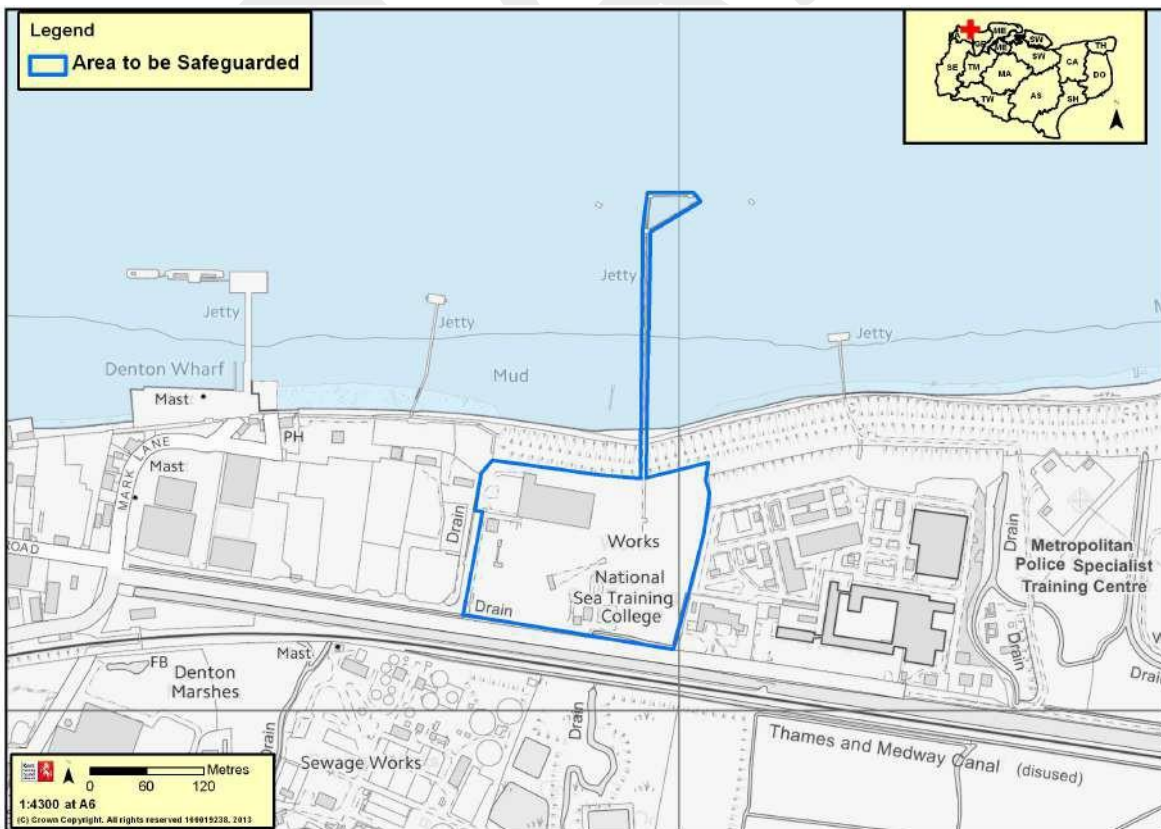 Legend
Area to be Safeguarded
ME
SW
ME
SW
CA
TH
SE
TM
MA
DO
AS
TW
SH
Jetty
Jetty
Jetty
Jetty
Denton Wharf
Mud
Mast
PH
MARK LANE
Mast
Drain
ROAD
Works
National
Sea Training
College
Drain
Drain
Metropolitan
Police Specialist
Training Centre
Drain
Drain
Mast
FB
Denton
Marshes
Drain
Drain
Sewage Works
Thames and Medway Canal (disused)
Metres
0 60 120
1:4300 at A6
(C) Crown Copyright. All rights reserved 100019238, 2013